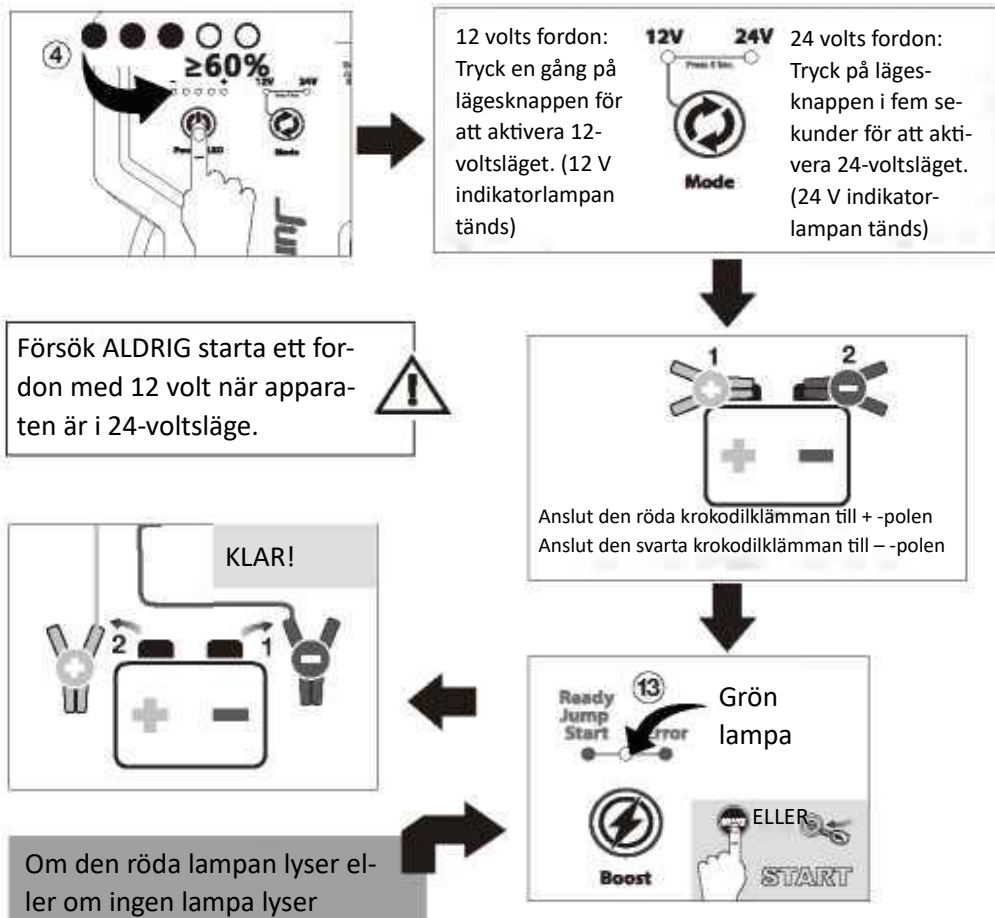 4
≥60%
- +
12V 24V
Mode
12 volts fordon:
Tryck en gång på
lägesknappen för
att aktivera 12-
voltsläget. (12 V
indikatorlampan
tänds)
12V 24V
Mode
24 volts fordon:
Tryck på läges-
knappen i fem se-
kunder för att akti-
vera 24-voltsläget.
(24 V indikator-
lampan tänds)
Försök ALDRIG starta ett for-
don med 12 volt när appara-
ten är i 24-voltsläge.
1 2
+ -
Anslut den röda krokodilklämman till + -polen
Anslut den svarta krokodilklämman till – -polen
KLAR!
2 1
+ -
Ready
Jump
Start
13
Grön
lampa
Boost
ELLER
START
Om den röda lampan lyser el-
ler om ingen lampa lyser